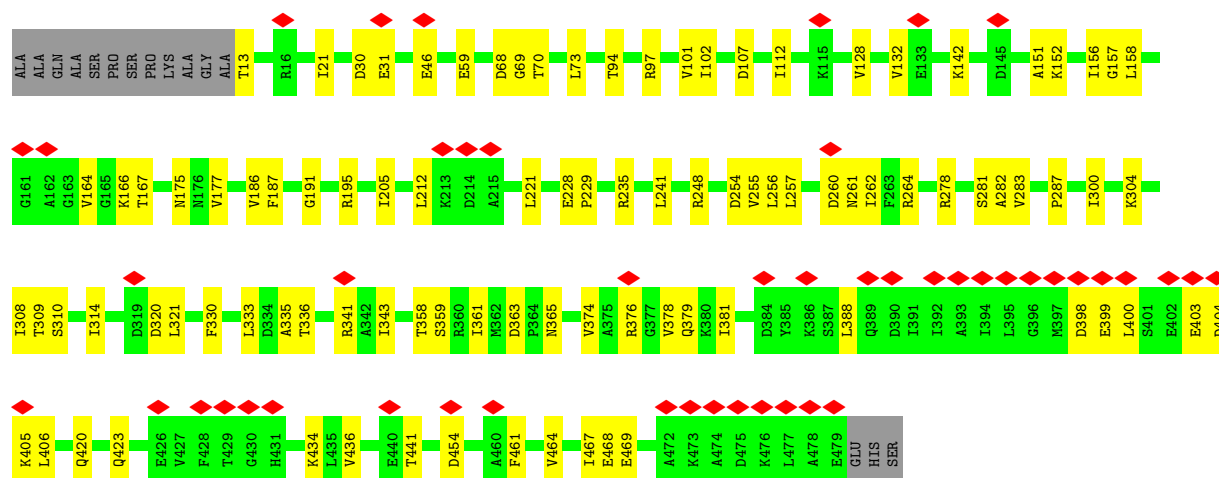 ALA ALA GLN ALA SER PRO SER PRO LYS ALA GLY ALA T13 R16 I21 D30 E31 E46 E59 D68 G69 T70 L73 T94 R97 V101 I102 D107 I112 K115 V128 V132 E133 K142 D145 A151 K152 I156 G157 L158
G161 A162 G163 V164 G165 K166 T167 N175 N176 V177 V186 F187 G191 R195 I205 L212 K213 D214 A215 L221 E228 P229 R235 L241 R248 D254 V255 L256 L257 D260 N261 I262 F263 R264 R278 S281 A282 V283 P287 I300 K304
I308 T309 S310 I314 D319 D320 L321 F330 L333 D334 A335 T336 R341 A342 I343 T358 S359 R360 I361 M362 D363 P364 N365 V374 A375 R376 G377 V378 Q379 K380 I381 D384 Y385 K386 S387 L388 Q389 D390 I391 I392 A393 I394 L395 G396 M397 D398 E399 L400 S401 E402 E403
K405 L406 Q420 Q423 E426 V427 F428 T429 G430 H431 K434 L435 V436 E440 T441 D454 A460 F461 V464 I467 E468 E469 A472 K473 A474 D475 K476 L477 A478 E479 GLU HIS SER